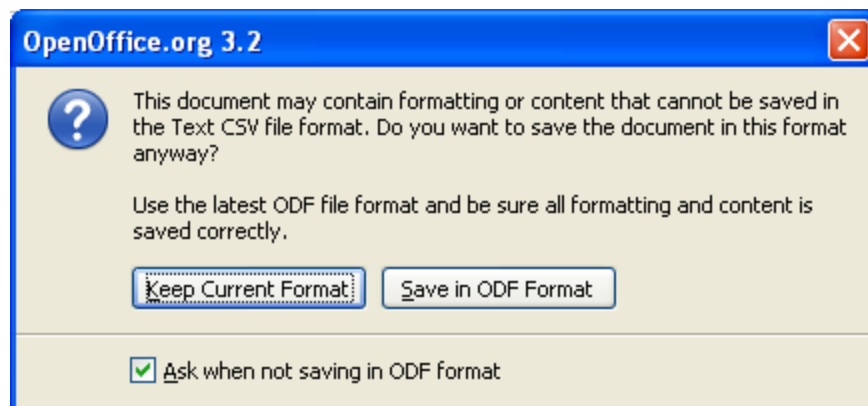 OpenOffice.org 3.2
This document may contain formatting or content that cannot be saved in
the Text CSV file format. Do you want to save the document in this format
anyway?
Use the latest ODF file format and be sure all formatting and content is
saved correctly.
Keep Current Format Save in ODF Format
Ask when not saving in ODF format